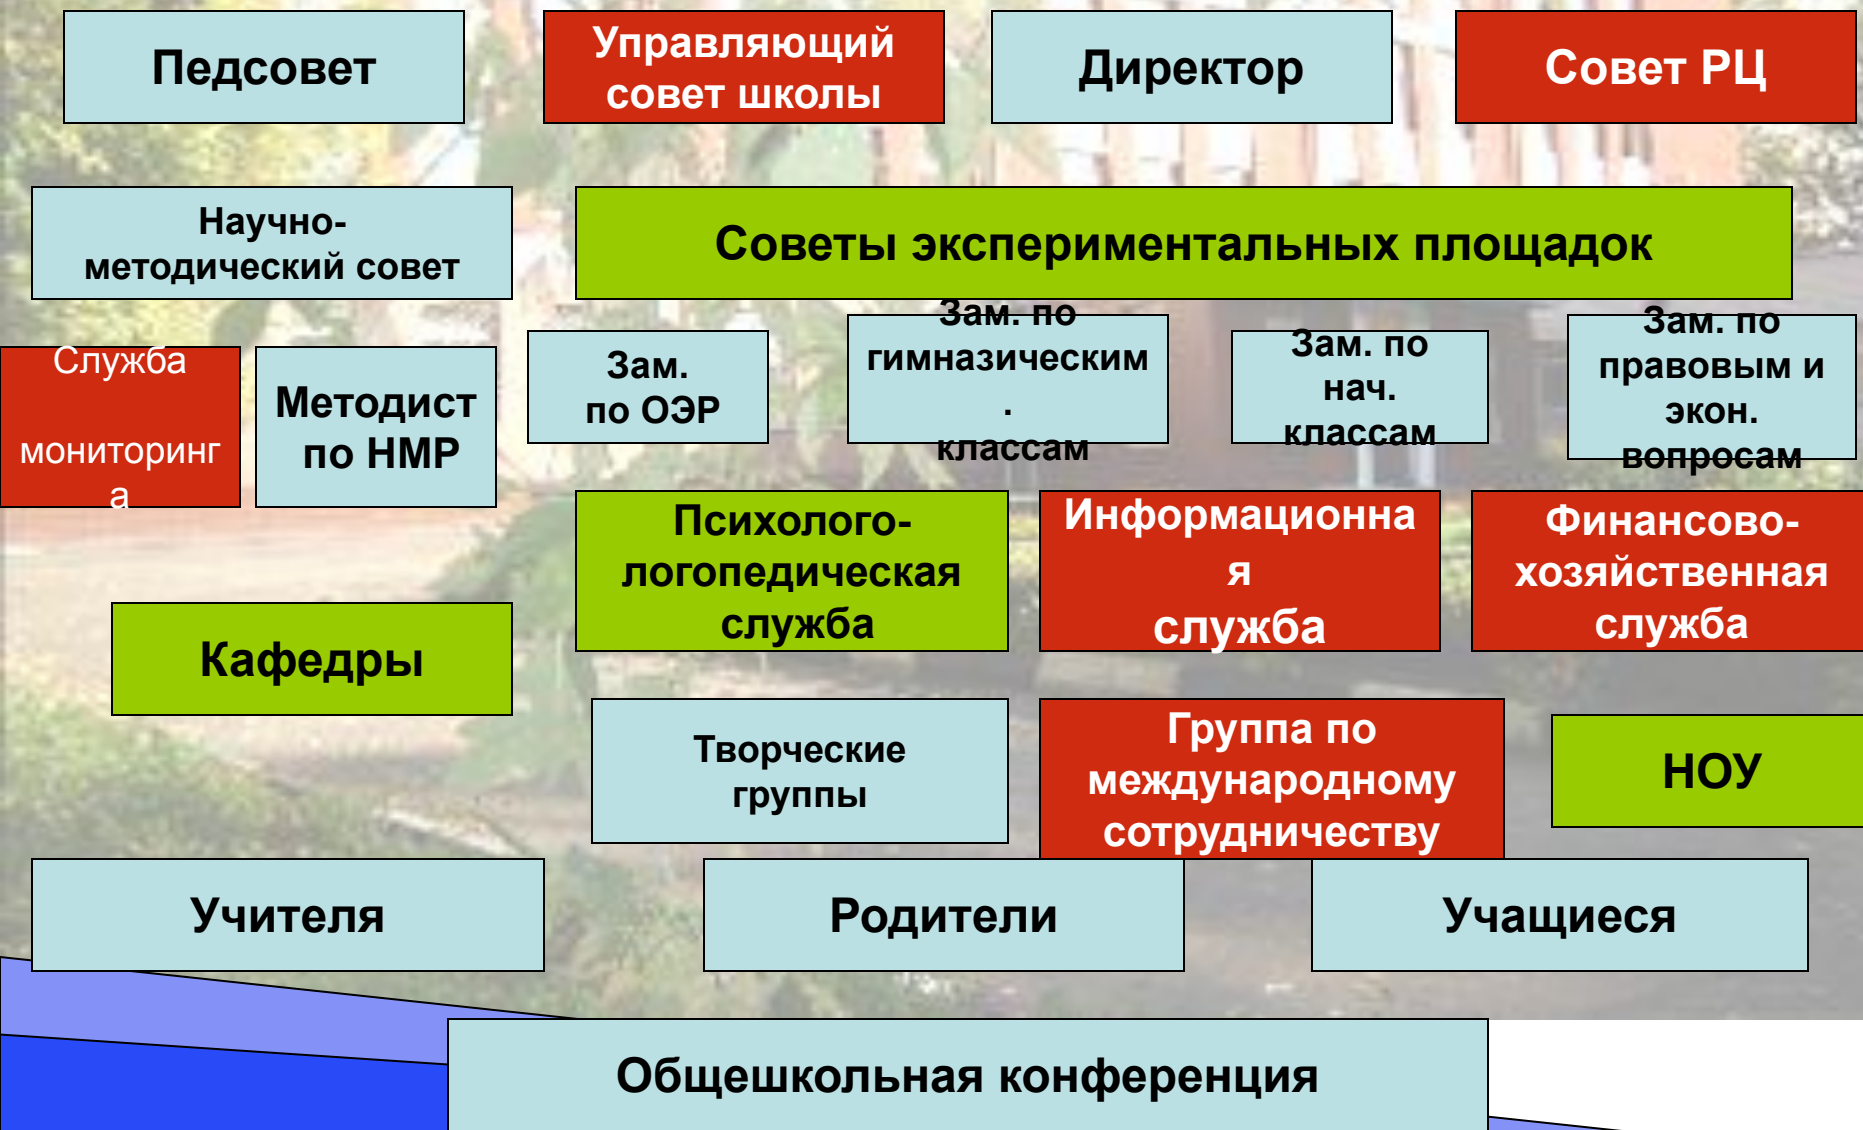 Педсовет
Управляющий
совет школы
Директор
Совет РЦ
Научно-
методический совет
Советы экспериментальных площадок
Служба
мониторинг
а
Методист
по НМР
Зам.
по ОЭР
Зам. по
гимназическим
.
классам
Зам. по
нач.
классам
Зам. по
правовым и
экон.
вопросам
Психолого-
логопедическая
служба
Информационна
я
служба
Финансово-
хозяйственная
служба
Кафедры
Творческие
группы
Группа по
международному
сотрудничеству
НОУ
Учителя
Родители
Учащиеся
Общешкольная конференция